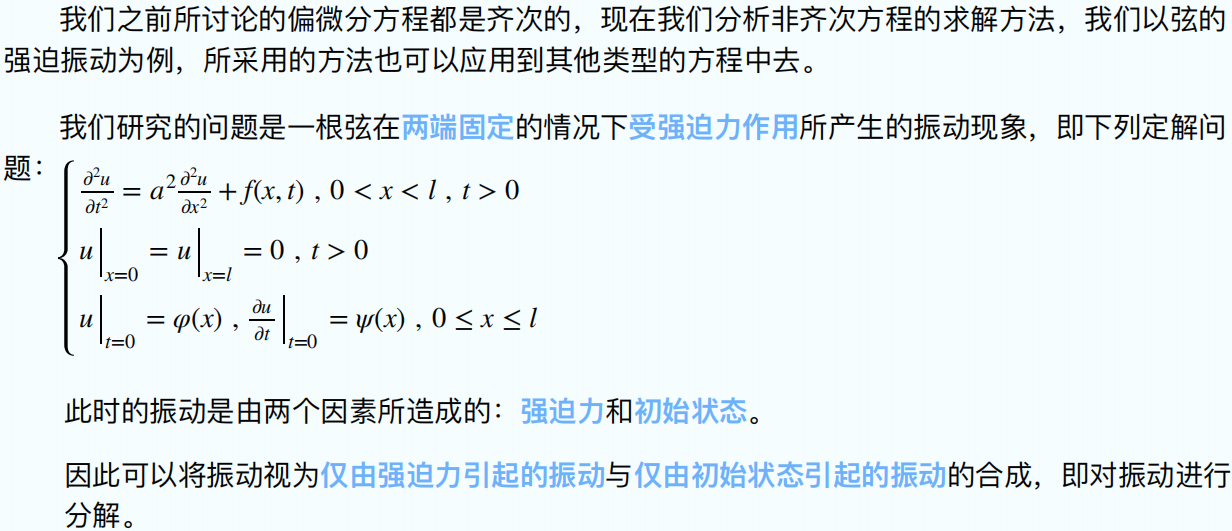 我们之前所讨论的偏微分方程都是齐次的，现在我们分析非齐次方程的求解方法，我们以弦的
强迫振动为例，所采用的方法也可以应用到其他类型的方程中去。
我们研究的问题是一根弦在两端固定的情况下受强迫力作用所产生的振动现象，即下列定解问
题：
∂²u/∂t² = a² ∂²u/∂x² + f(x, t) , 0 < x < l , t > 0
u|x=0 = u|x=l = 0 , t > 0
u|t=0 = φ(x) , ∂u/∂t|t=0 = ψ(x) , 0 ≤ x ≤ l
此时的振动是由两个因素所造成的：强迫力和初始状态。
因此可以将振动视为仅由强迫力引起的振动与仅由初始状态引起的振动的合成，即对振动进行
分解。